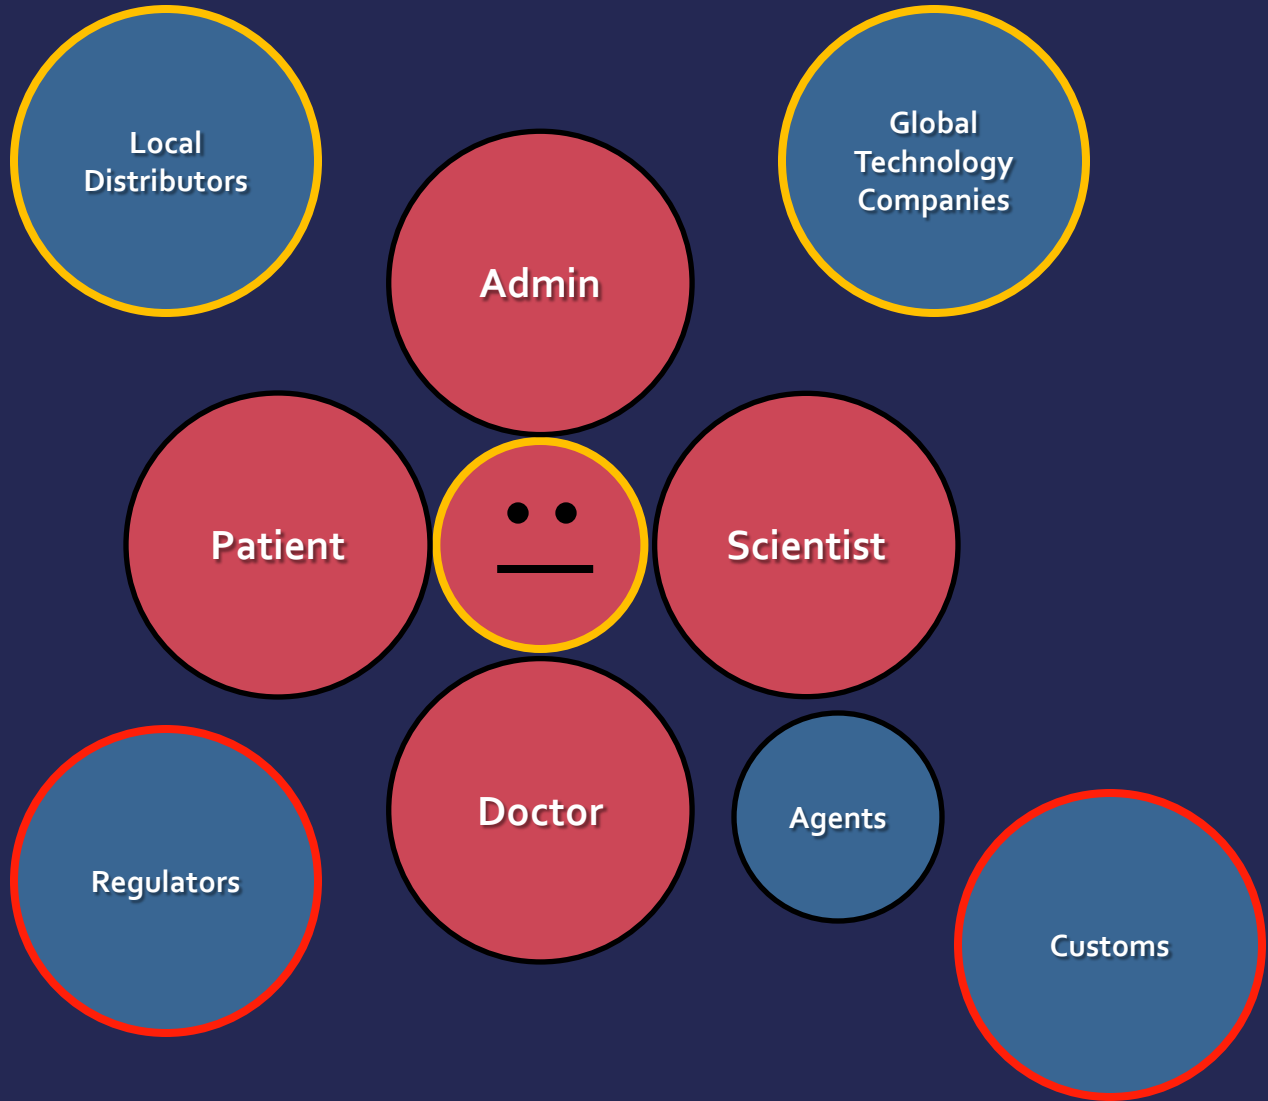 Local
Distributors
Global
Technology
Companies
Admin
Patient
Scientist
Doctor
Agents
Regulators
Customs